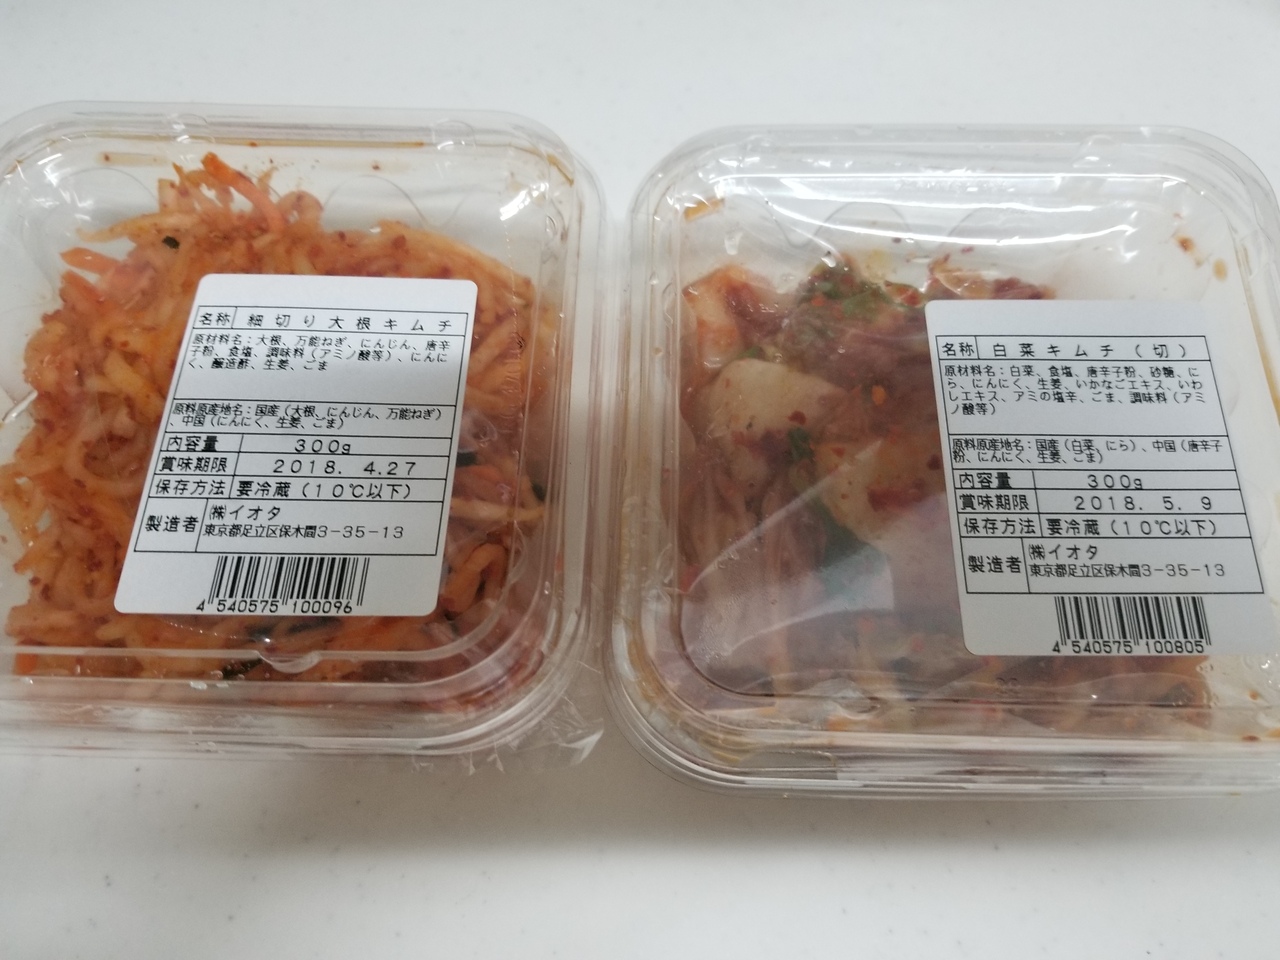 名称 細切り大根キムチ
原材料名：大根、万能ねぎ、にんじん、唐辛
子粉、食塩、調味料（アミノ酸等）、にんに
く、醸造酢、生姜、ごま
原料原産地名：国産（大根、にんじん、万能ねぎ）
、中国（にんにく、生姜、ごま）
内容量 300g
賞味期限 2018. 4.27
保存方法 要冷蔵（10℃以下）
製造者 ㈱イオタ
東京都足立区保木間3-35-13
4 540575 100096
名称 白菜キムチ（切）
原材料名：白菜、食塩、唐辛子粉、砂糖、に
ら、にんにく、生姜、いかなごエキス、いわ
しエキス、アミの塩辛、ごま、調味料（アミ
ノ酸等）
原料原産地名：国産（白菜、にら）、中国（唐辛子
粉、にんにく、生姜、ごま）
内容量 300g
賞味期限 2018. 5. 9
保存方法 要冷蔵（10℃以下）
製造者 ㈱イオタ
東京都足立区保木間3-35-13
4 540575 100805